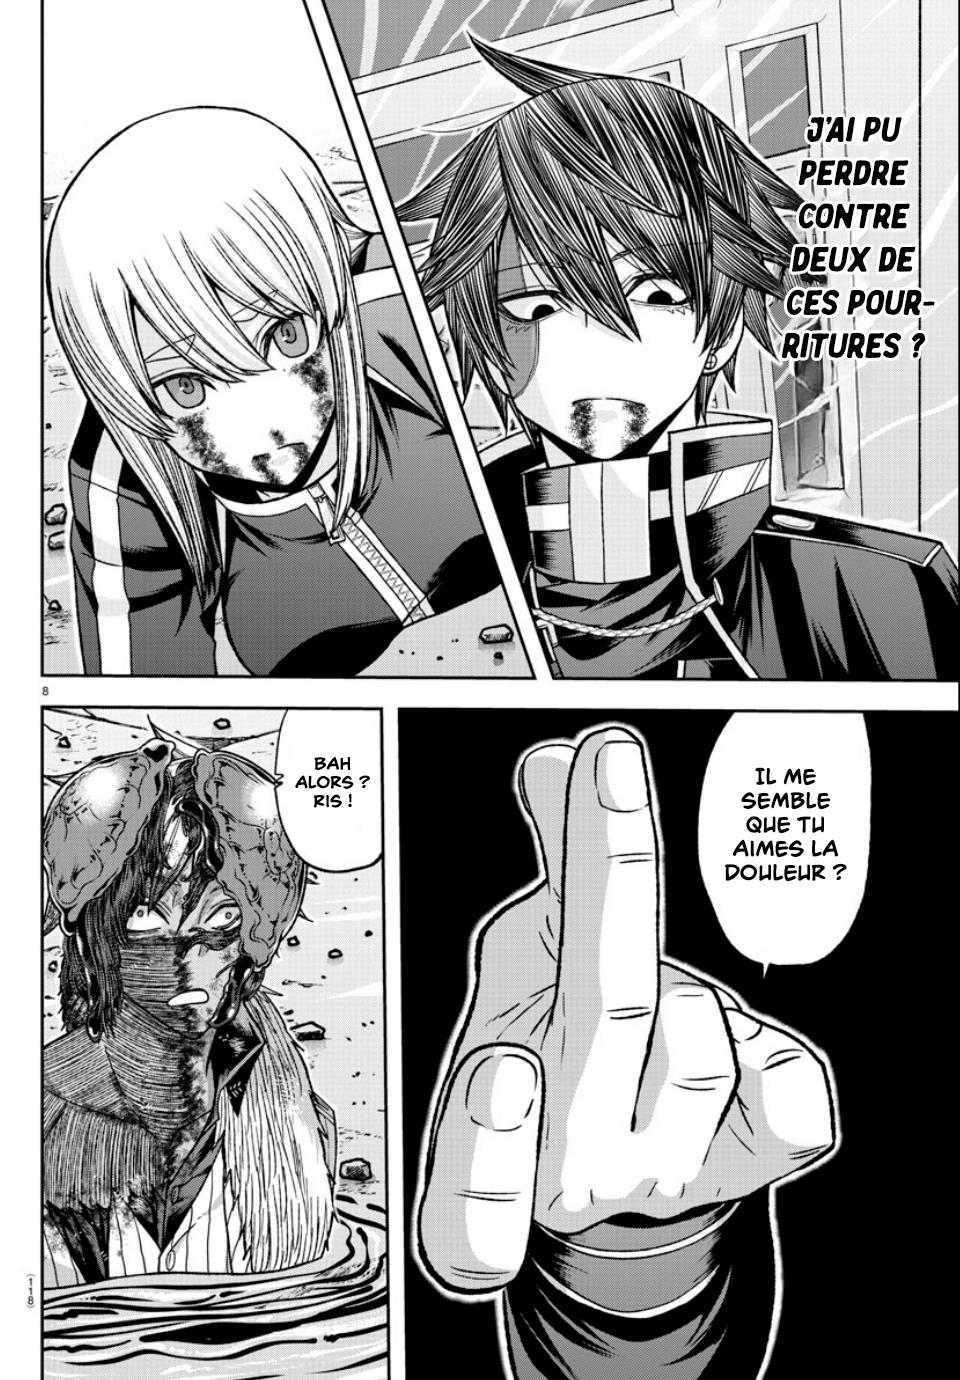 J'AI PU
PERDRE
CONTRE
DEUX DE
CES POUR-
RITURES ?
8
IL ME
SEMBLE
QUE TU
AIMES LA
DOULEUR ?
BAH
ALORS ?
RIS !
(118)